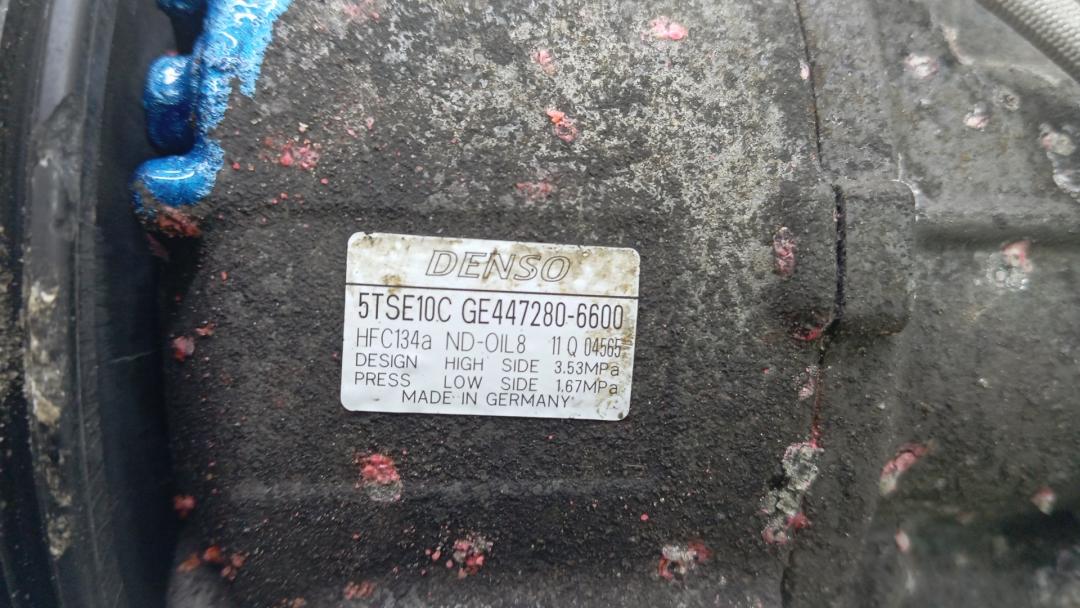 DENSO
5TSE10C GE447280-6600
HFC134a ND-OIL8 11 Q 04565
DESIGN HIGH SIDE 3.53MPa
PRESS LOW SIDE 1.67MPa
MADE IN GERMANY